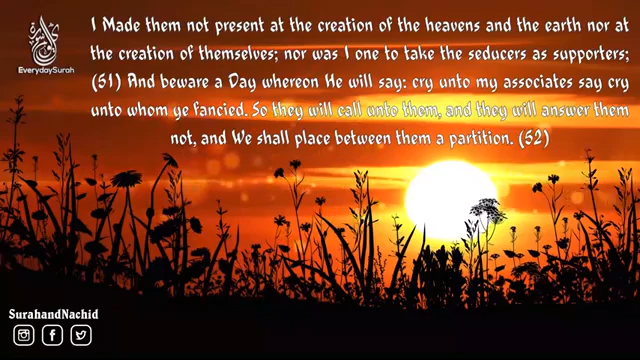 I Made them not present at the creation of the heavens and the earth nor at
the creation of themselves; nor was I one to take the seducers as supporters;
(51) And beware a Day whereon He will say: cry unto my associates say cry
unto whom ye fancied. So they will call unto them, and they will answer them
not, and We shall place between them a partition. (52)
EverydaySurah
SurahandNachid